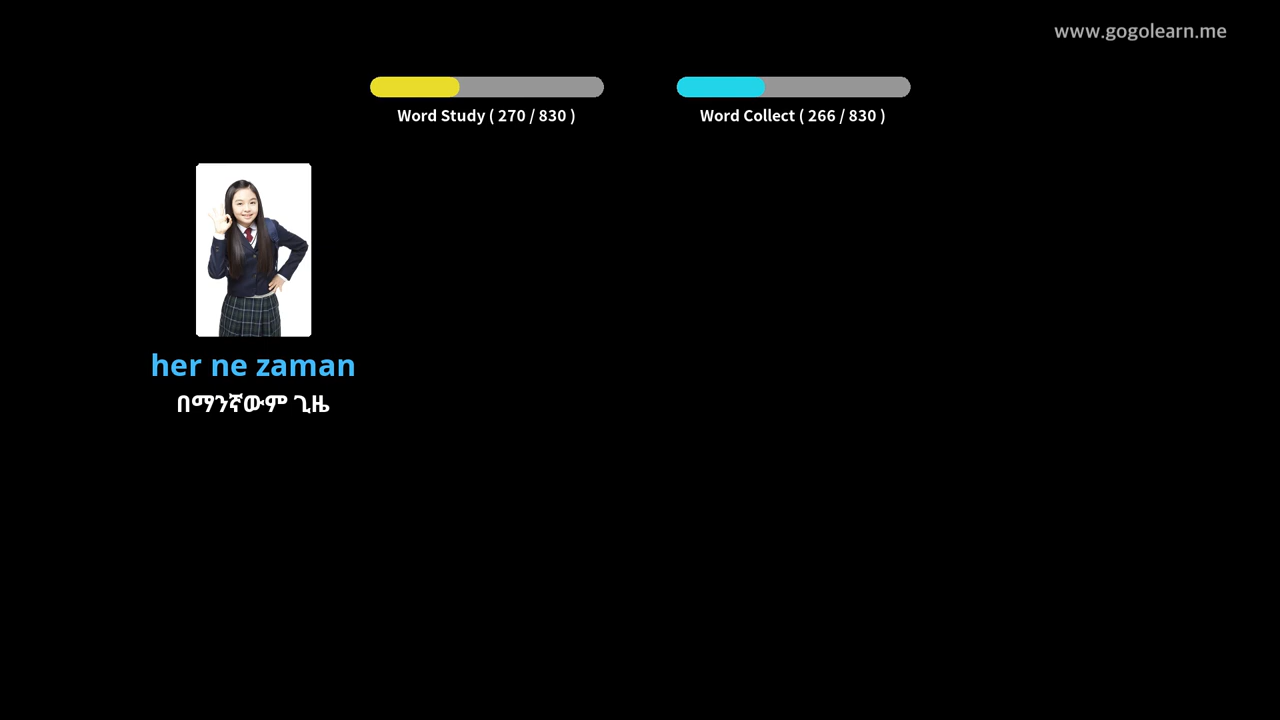 www.gogolearn.me
Word Study ( 270 / 830 )
Word Collect ( 266 / 830 )
her ne zaman
በማንኛውም ጊዜ